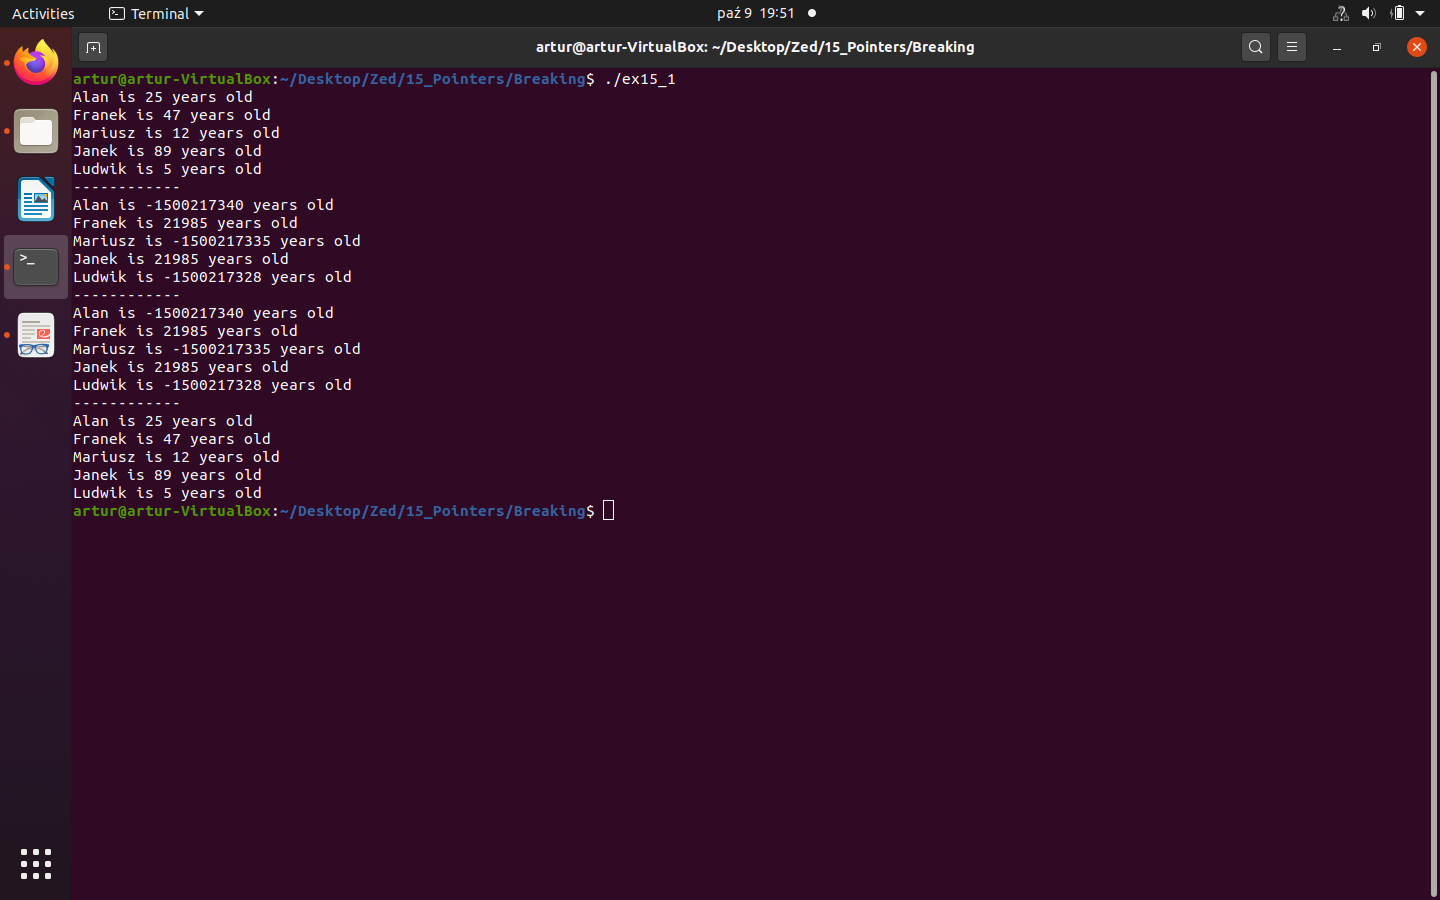 Activities
Terminal
paź 9 19:51
artur@artur-VirtualBox: ~/Desktop/Zed/15_Pointers/Breaking
artur@artur-VirtualBox:~/Desktop/Zed/15_Pointers/Breaking$ ./ex15_1
Alan is 25 years old
Franek is 47 years old
Mariusz is 12 years old
Janek is 89 years old
Ludwik is 5 years old
------------
Alan is -1500217340 years old
Franek is 21985 years old
Mariusz is -1500217335 years old
Janek is 21985 years old
Ludwik is -1500217328 years old
------------
Alan is -1500217340 years old
Franek is 21985 years old
Mariusz is -1500217335 years old
Janek is 21985 years old
Ludwik is -1500217328 years old
------------
Alan is 25 years old
Franek is 47 years old
Mariusz is 12 years old
Janek is 89 years old
Ludwik is 5 years old
artur@artur-VirtualBox:~/Desktop/Zed/15_Pointers/Breaking$